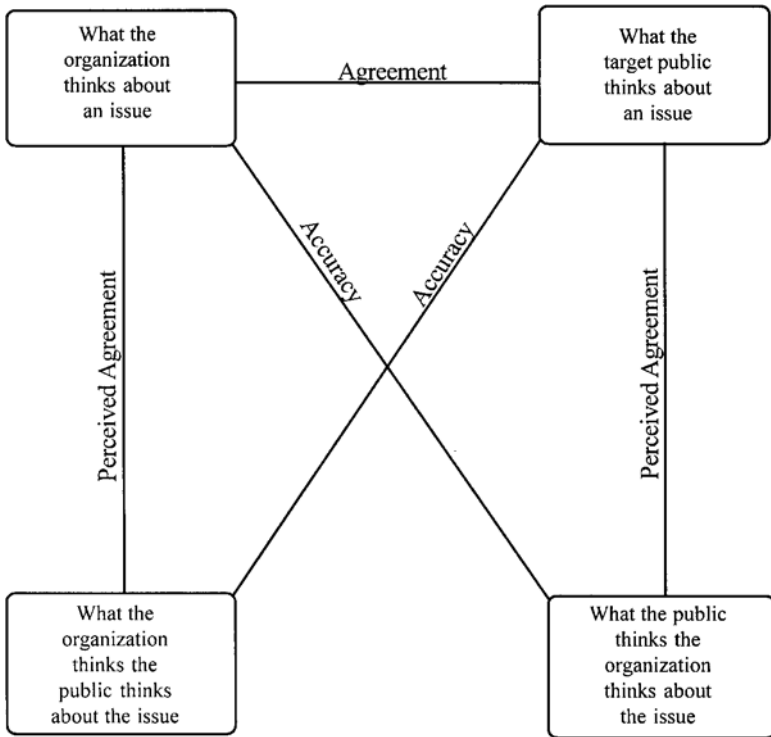 What the
organization
thinks about
an issue
Agreement
What the
target public
thinks about
an issue
Accuracy
Accuracy
Perceived Agreement
Perceived Agreement
What the
organization
thinks the
public thinks
about the issue
What the public
thinks the
organization
thinks about
the issue